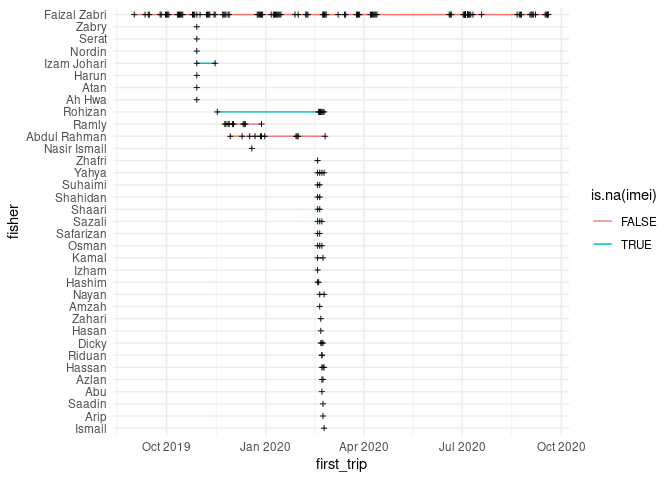 Faizal Zabri
Zabry
Serat
Nordin
Izam Johari
Harun
Atan
Ah Hwa
Rohizan
Ramly
Abdul Rahman
Nasir Ismail
Zhafri
Yahya
Suhaimi
Shahidan
Shaari
Sazali
Safarizan
Osman
Kamal
Izham
Hashim
Nayan
Amzah
Zahari
Hasan
Dicky
Riduan
Hassan
Azlan
Abu
Saadin
Arip
Ismail
fisher
Oct 2019 Jan 2020 Apr 2020 Jul 2020 Oct 2020
first_trip
is.na(imei)
FALSE
TRUE